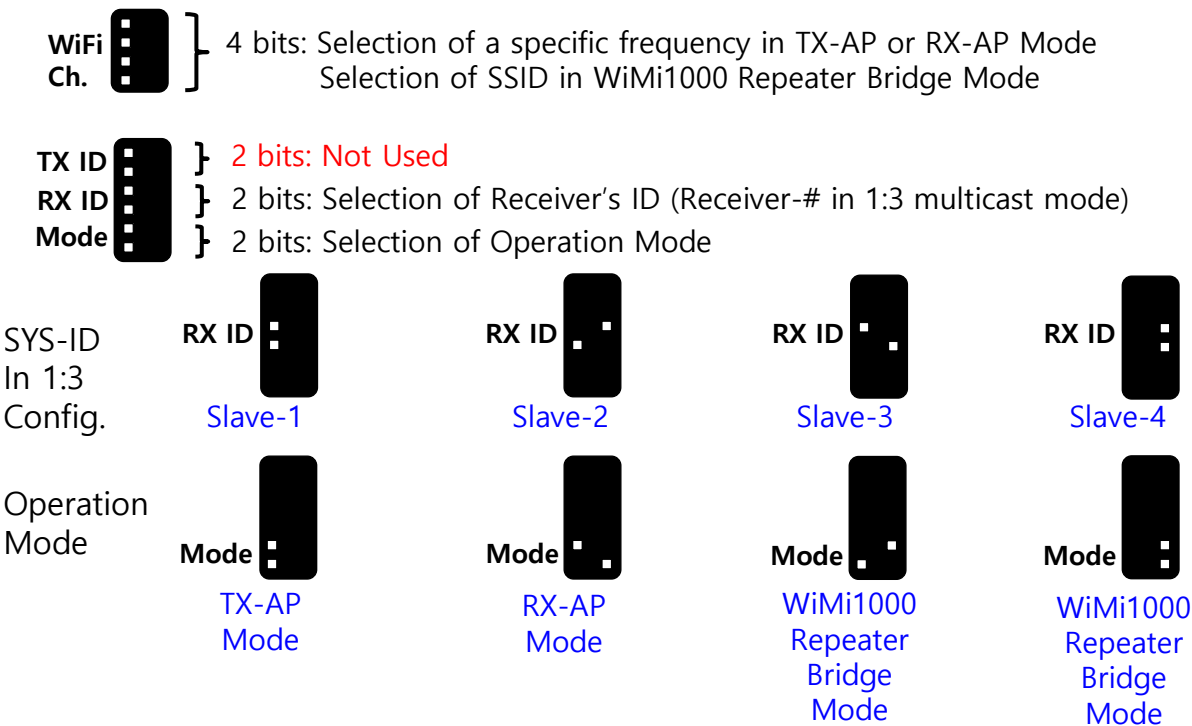 WiFi
Ch.
4 bits: Selection of a specific frequency in TX-AP or RX-AP Mode
Selection of SSID in WiMi1000 Repeater Bridge Mode
TX ID
2 bits: Not Used
RX ID
2 bits: Selection of Receiver's ID (Receiver-# in 1:3 multicast mode)
Mode
2 bits: Selection of Operation Mode
SYS-ID
In 1:3
Config.
RX ID
Slave-1
RX ID
Slave-2
RX ID
Slave-3
RX ID
Slave-4
Operation
Mode
Mode
TX-AP
Mode
Mode
RX-AP
Mode
Mode
WiMi1000
Repeater
Bridge
Mode
Mode
WiMi1000
Repeater
Bridge
Mode